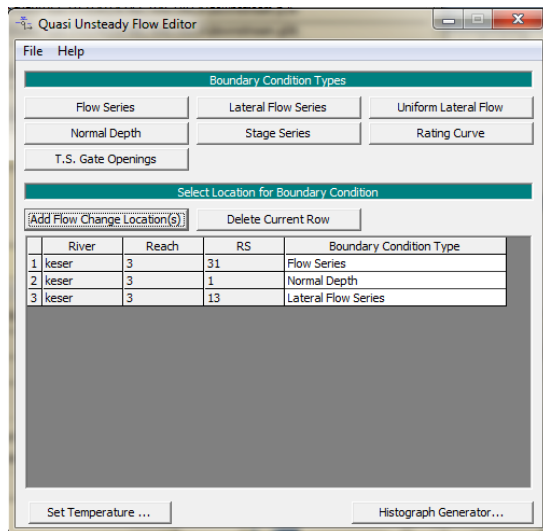 Quasi Unsteady Flow Editor
File Help
Boundary Condition Types
Flow Series Lateral Flow Series Uniform Lateral Flow
Normal Depth Stage Series Rating Curve
T.S. Gate Openings
Select Location for Boundary Condition
Add Flow Change Location(s) Delete Current Row
River Reach RS Boundary Condition Type
1 keser 3 31 Flow Series
2 keser 3 1 Normal Depth
3 keser 3 13 Lateral Flow Series
Set Temperature ... Histograph Generator...